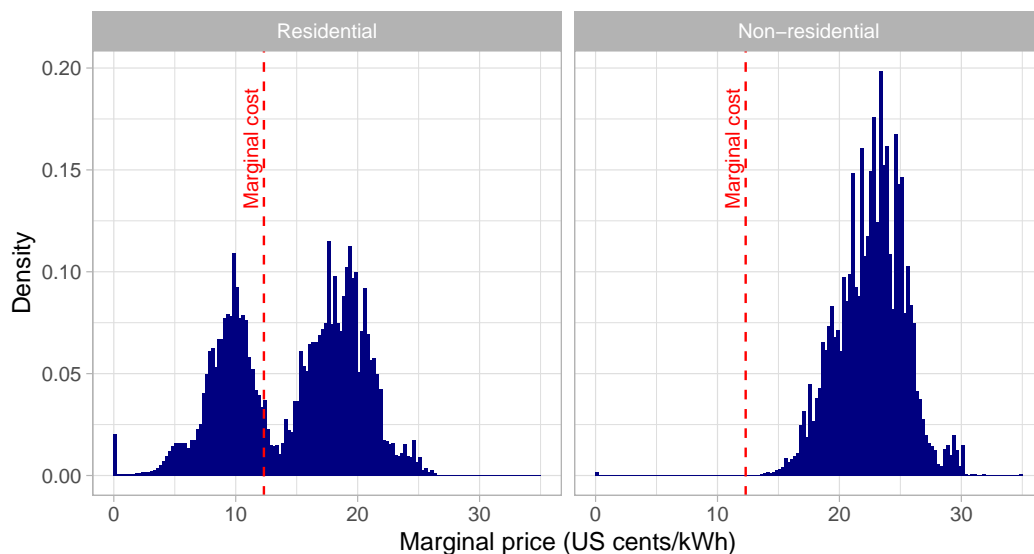 Residential
Non−residential
0.20
0.15
0.10
0.05
0.00
Density
Marginal cost
Marginal cost
0
10
20
30
0
10
20
30
Marginal price (US cents/kWh)